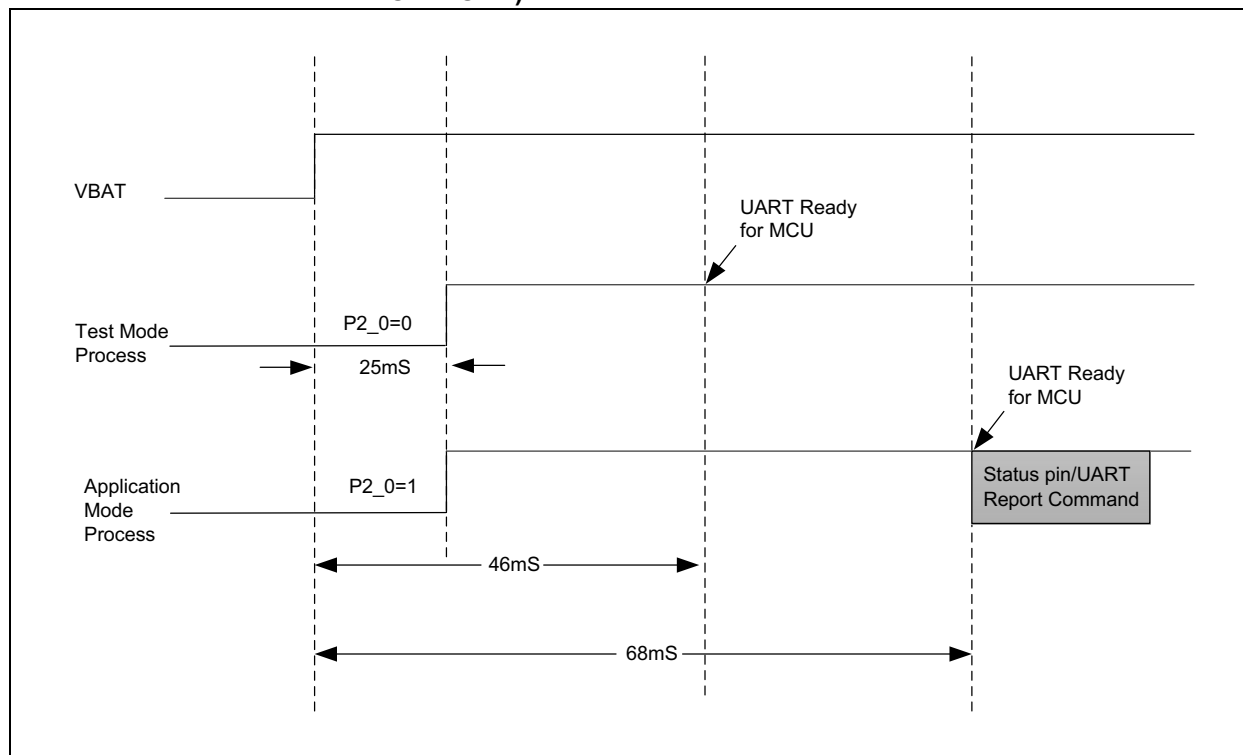 VBAT
UART Ready
for MCU
P2_0=0
Test Mode
Process
25mS
UART Ready
for MCU
P2_0=1
Application
Mode
Process
Status pin/UART
Report Command
46mS
68mS